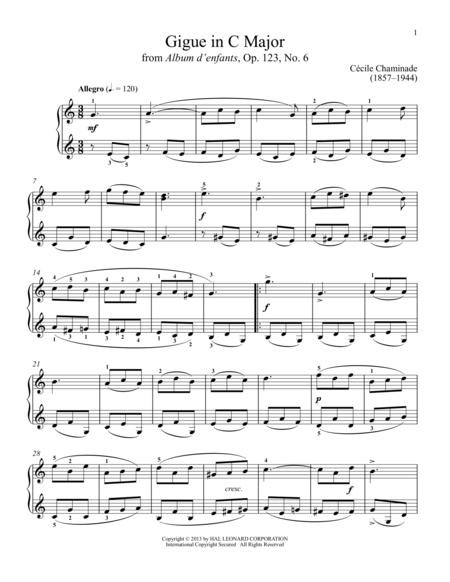 1
Gigue in C Major
from Album d'enfants, Op. 123, No. 6
Cécile Chaminade
(1857–1944)
Allegro (♩. = 120)
mf
7
f
14
f
21
p
28
cresc.
Copyright © 2013 by HAL LEONARD CORPORATION
International Copyright Secured All Rights Reserved